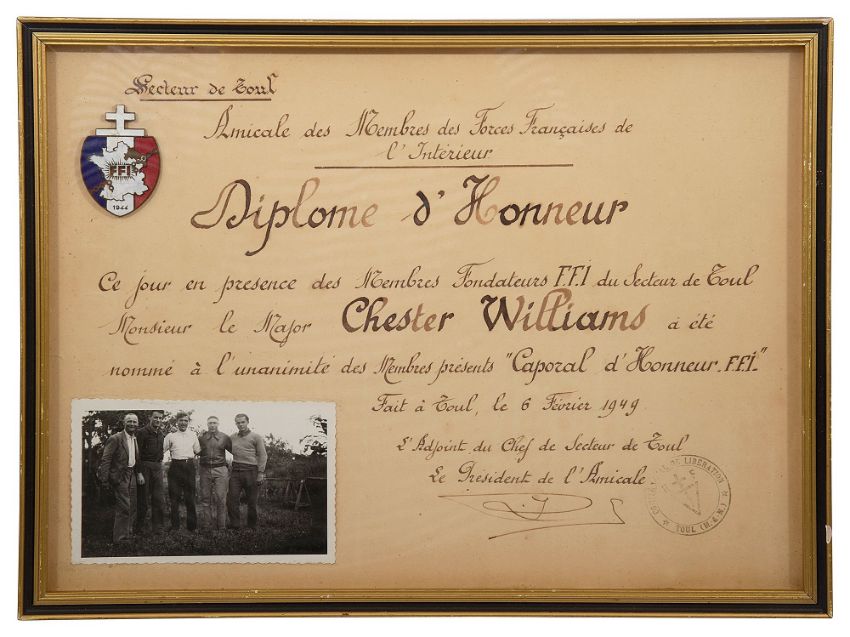 Secteur de Toul
Amicale des Membres des Forces Françaises de
l'Intérieur
FFI
1944
Diplome d'Honneur
Ce jour en presence des Membres Fondateurs F.F.I du Secteur de Toul
Monsieur le Major Chester Williams a été
nommé à l'unanimité des Membres présents "Caporal d'Honneur. F.F.I."
Fait à Toul, le 6 Février 1949
L'Adjoint du Chef de Secteur de Toul
Le Président de l'Amicale
DE LIBÉRATION
TOUL (M. & M.)